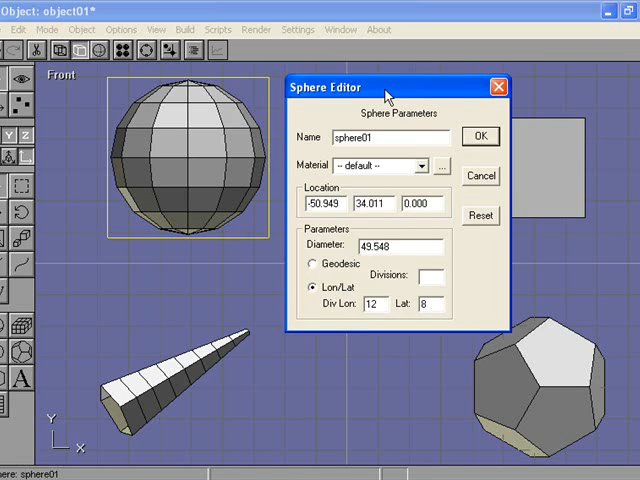 Object: object01*
Edit Mode Object Options View Build Scripts Render Settings Window About
Front
Sphere Editor
Sphere Parameters
Name sphere01 OK
Material -- default -- ...
Cancel
Location
-50.949 34.011 0.000
Reset
Parameters
Diameter: 49.548
Geodesic
Divisions:
Lon/Lat
Div Lon: 12 Lat: 8
Y Z
A
Y
X
here: sphere01